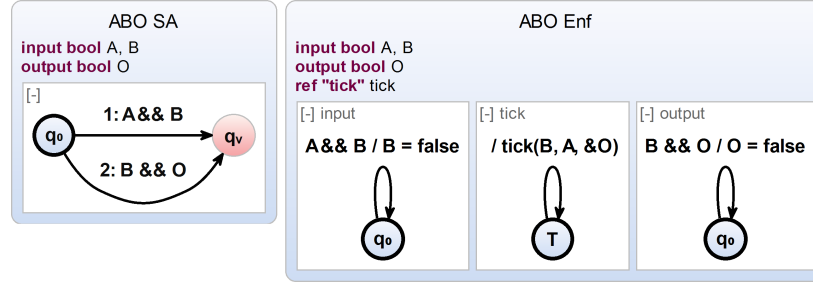 ABO SA
input bool A, B
output bool O
[-]
1: A&& B
q₀
qᵥ
2: B && O
ABO Enf
input bool A, B
output bool O
ref "tick" tick
[-] input
A&& B / B = false
q₀
[-] tick
/ tick(B, A, &O)
T
[-] output
B && O / O = false
q₀